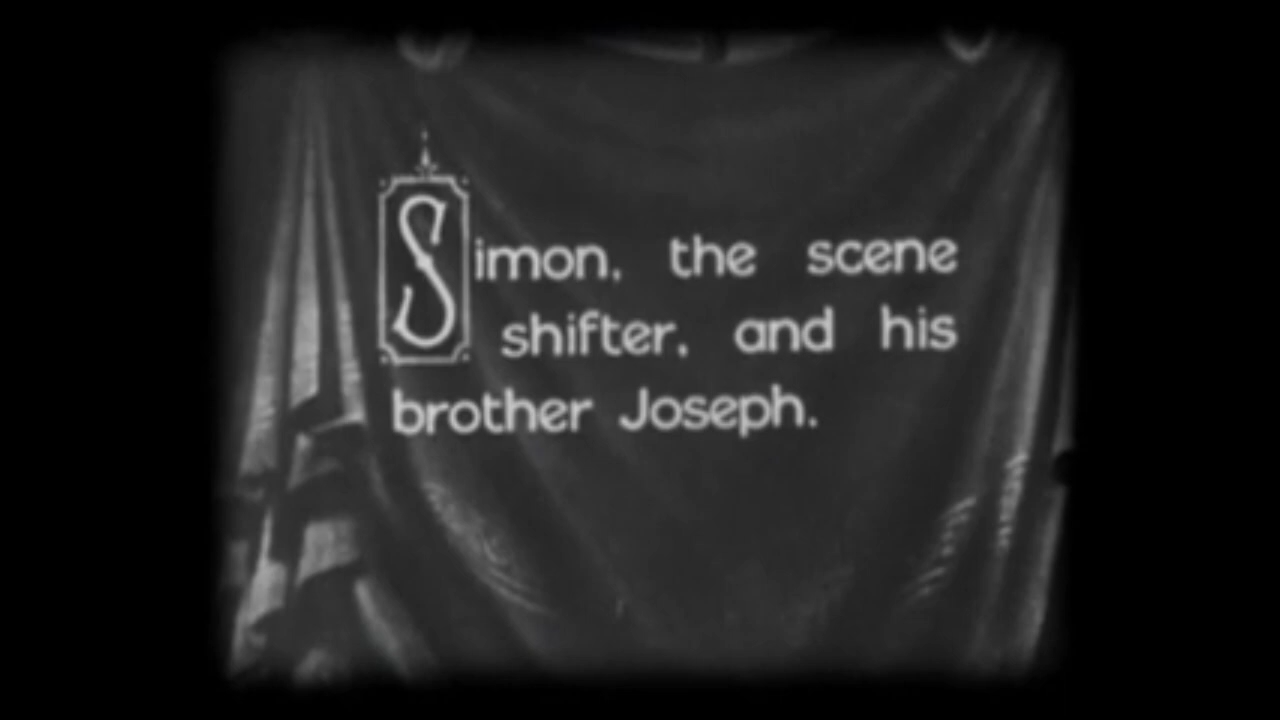 Simon, the scene
shifter, and his
brother Joseph.